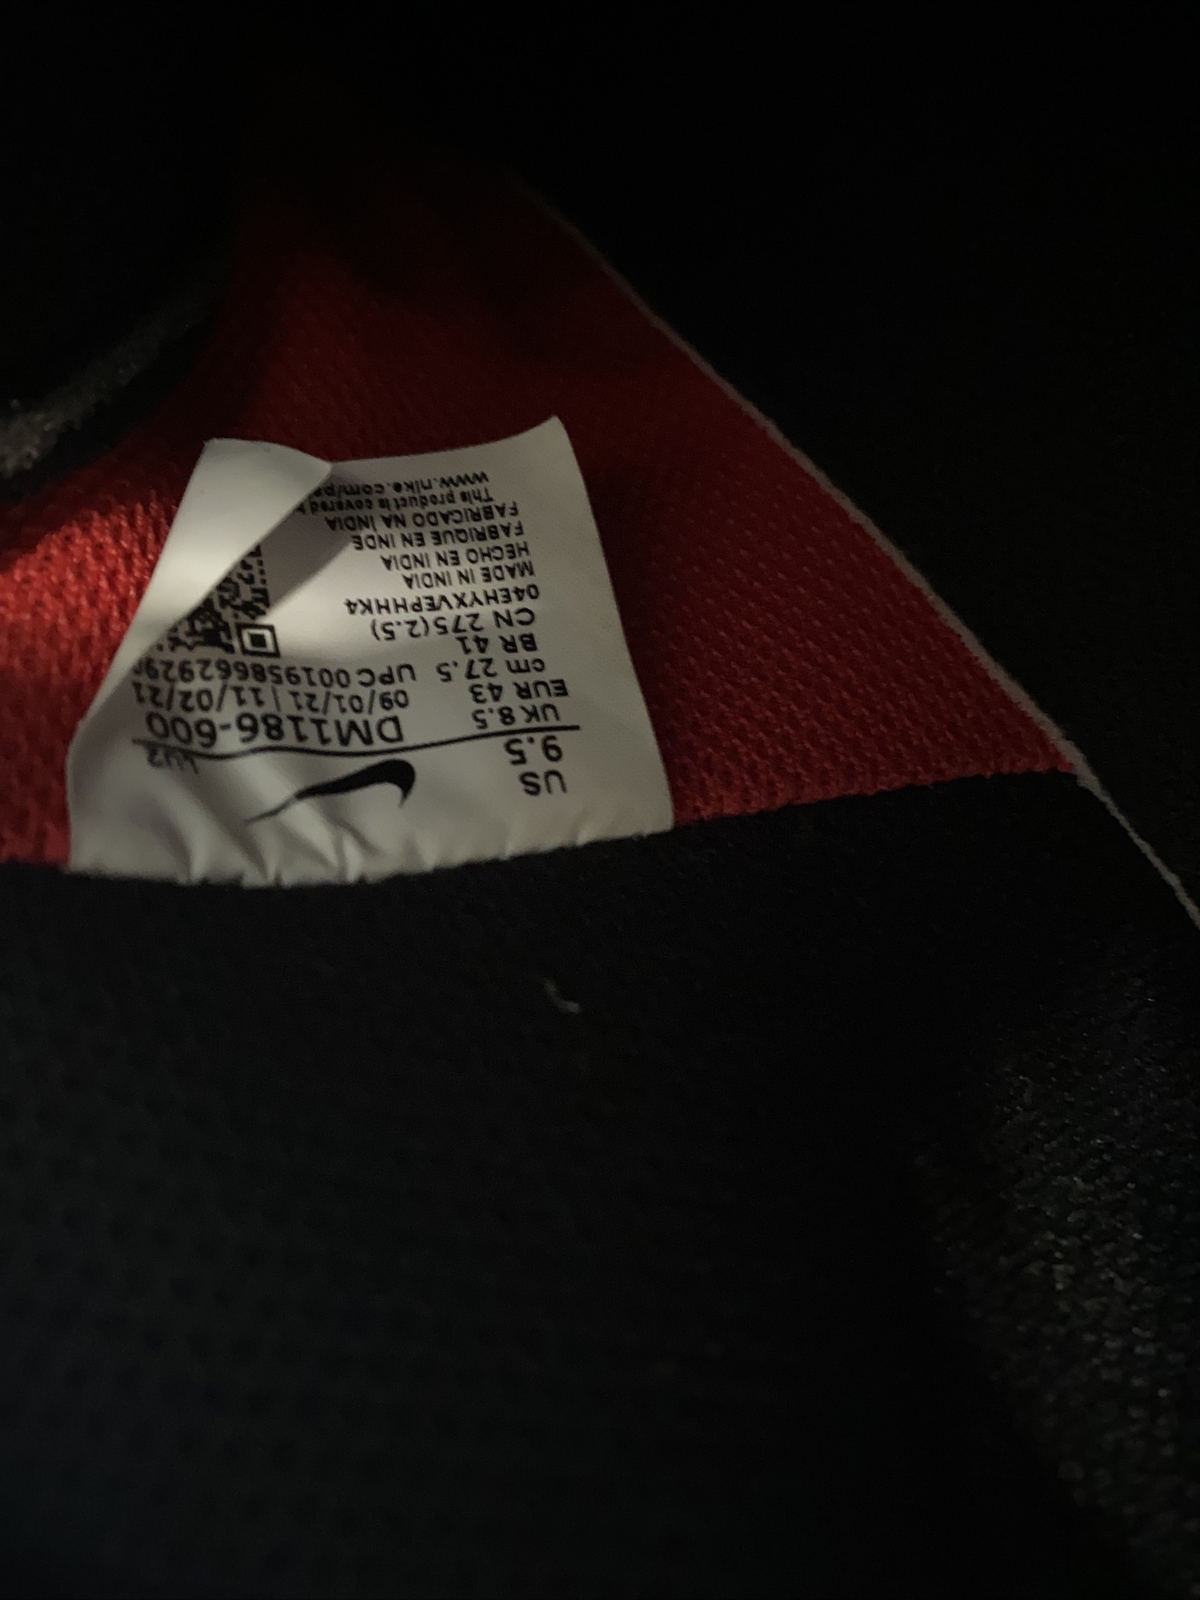 US
9.5
UK 8.5
EUR 43
cm 27.5
BR 41
CN 275(2.5)
DM1186-600
09/01/21 | 11/02/21
UPC 001958662929
04EHYXVEPHHK4
MADE IN INDIA
HECHO EN INDIA
FABRIQUE EN INDE
FABRICADO NA INDIA
This product is covered
www.nike.com/pa